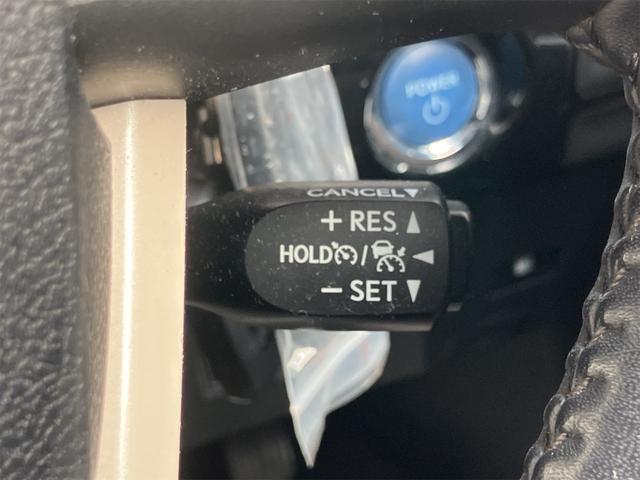 POWER
CANCEL▼
+ RES ▲
HOLD / ◀
− SET ▼